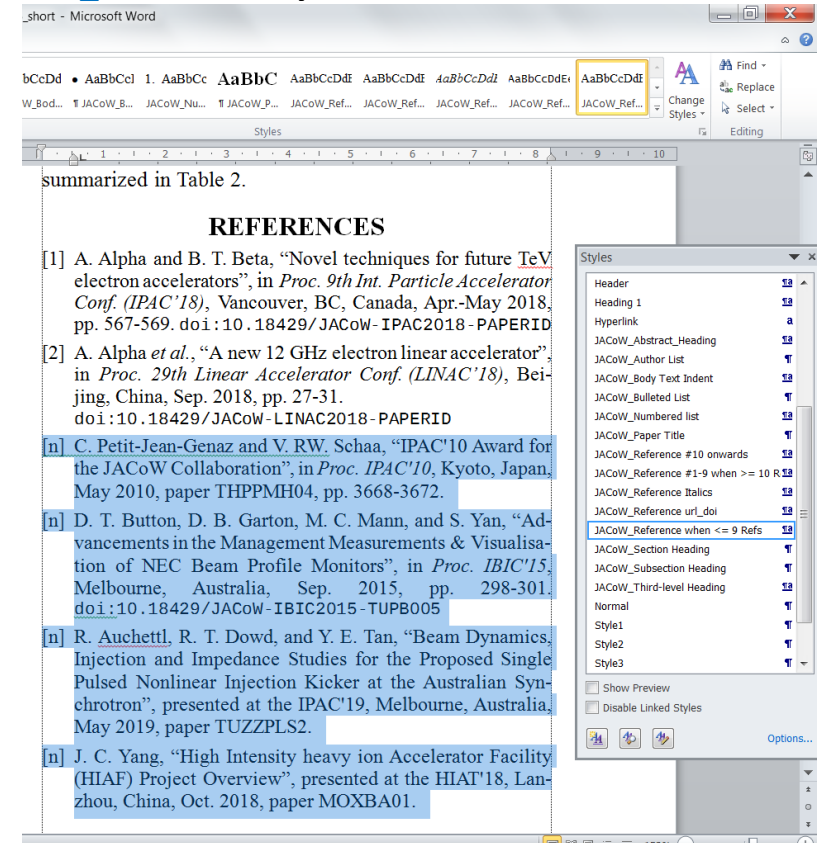 _short - Microsoft Word
Find
bCcDd • AaBbCcI 1. AaBbCc AaBbC AaBbCcDdE AaBbCcDdE AaBbCcDdE AaBbCcDdEe AaBbCcDdE
Replace
W_Bod... ¶ JACoW_B... JACoW_Nu... ¶ JACoW_P... JACoW_Ref... JACoW_Ref... JACoW_Ref... JACoW_Ref... JACoW_Ref...
Change
Styles
Select
Styles
Editing
1 2 3 4 5 6 7 8 9 10
summarized in Table 2.
REFERENCES
[1] A. Alpha and B. T. Beta, “Novel techniques for future TeV
electron accelerators”, in Proc. 9th Int. Particle Accelerator
Conf. (IPAC’18), Vancouver, BC, Canada, Apr.-May 2018,
pp. 567-569. doi:10.18429/JACoW-IPAC2018-PAPERID
[2] A. Alpha et al., “A new 12 GHz electron linear accelerator”,
in Proc. 29th Linear Accelerator Conf. (LINAC’18), Bei-
jing, China, Sep. 2018, pp. 27-31.
doi:10.18429/JACoW-LINAC2018-PAPERID
[n] C. Petit-Jean-Genaz and V. RW. Schaa, “IPAC'10 Award for
the JACoW Collaboration”, in Proc. IPAC'10, Kyoto, Japan,
May 2010, paper THPPMH04, pp. 3668-3672.
[n] D. T. Button, D. B. Garton, M. C. Mann, and S. Yan, “Ad-
vancements in the Management Measurements & Visualisa-
tion of NEC Beam Profile Monitors”, in Proc. IBIC'15,
Melbourne, Australia, Sep. 2015, pp. 298-301.
doi:10.18429/JACoW-IBIC2015-TUPB005
[n] R. Auchettl, R. T. Dowd, and Y. E. Tan, “Beam Dynamics,
Injection and Impedance Studies for the Proposed Single
Pulsed Nonlinear Injection Kicker at the Australian Syn-
chrotron”, presented at the IPAC'19, Melbourne, Australia,
May 2019, paper TUZZPLS2.
[n] J. C. Yang, “High Intensity heavy ion Accelerator Facility
(HIAF) Project Overview”, presented at the HIAT'18, Lan-
zhou, China, Oct. 2018, paper MOXBA01.
Styles
Header
Heading 1
Hyperlink
JACoW_Abstract_Heading
JACoW_Author List
JACoW_Body Text Indent
JACoW_Bulleted List
JACoW_Numbered list
JACoW_Paper Title
JACoW_Reference #10 onwards
JACoW_Reference #1-9 when >= 10 R
JACoW_Reference Italics
JACoW_Reference url_doi
JACoW_Reference when <= 9 Refs
JACoW_Section Heading
JACoW_Subsection Heading
JACoW_Third-level Heading
Normal
Style1
Style2
Style3
Show Preview
Disable Linked Styles
Options...